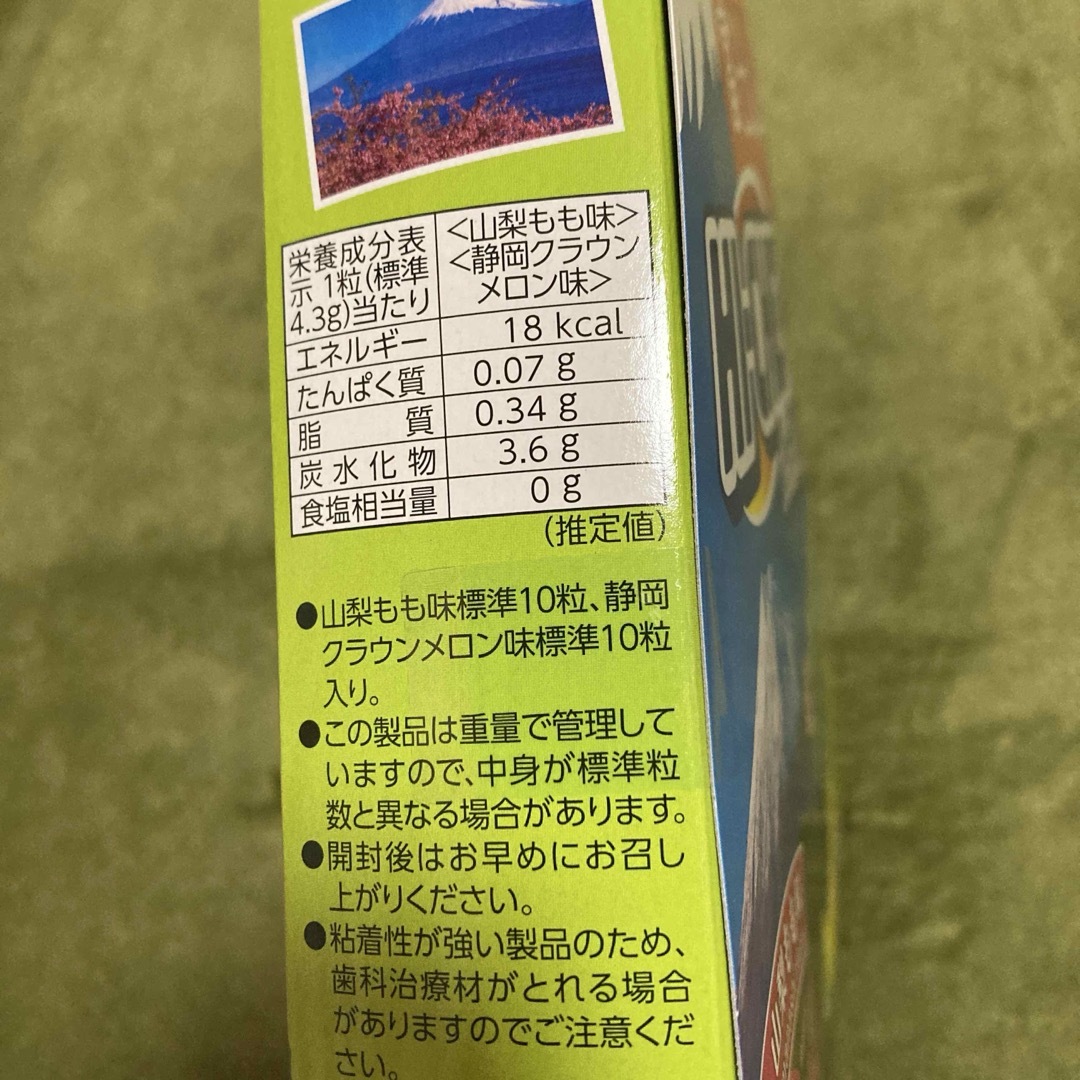 栄養成分表
示 1粒(標準
4.3g)当たり
<山梨もも味>
<静岡クラウン
メロン味>
エネルギー 18 kcal
たんぱく質 0.07 g
脂質 0.34 g
炭水化物 3.6 g
食塩相当量 0 g
(推定値)
●山梨もも味標準10粒、静岡
クラウンメロン味標準10粒
入り。
●この製品は重量で管理して
いますので、中身が標準粒
数と異なる場合があります。
●開封後はお早めにお召し
上がりください。
●粘着性が強い製品のため、
歯科治療材がとれる場合
がありますのでご注意くだ
さい。